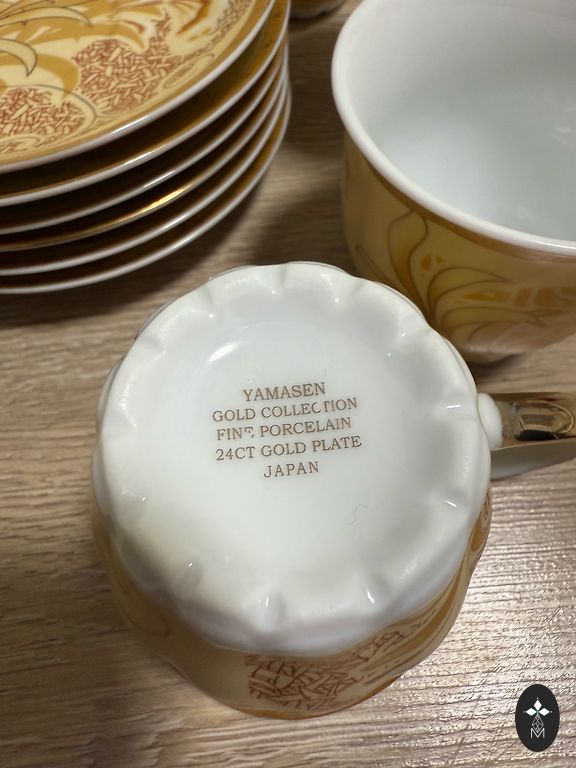 YAMASEN
GOLD COLLECTION
FINE PORCELAIN
24CT GOLD PLATE
JAPAN
M